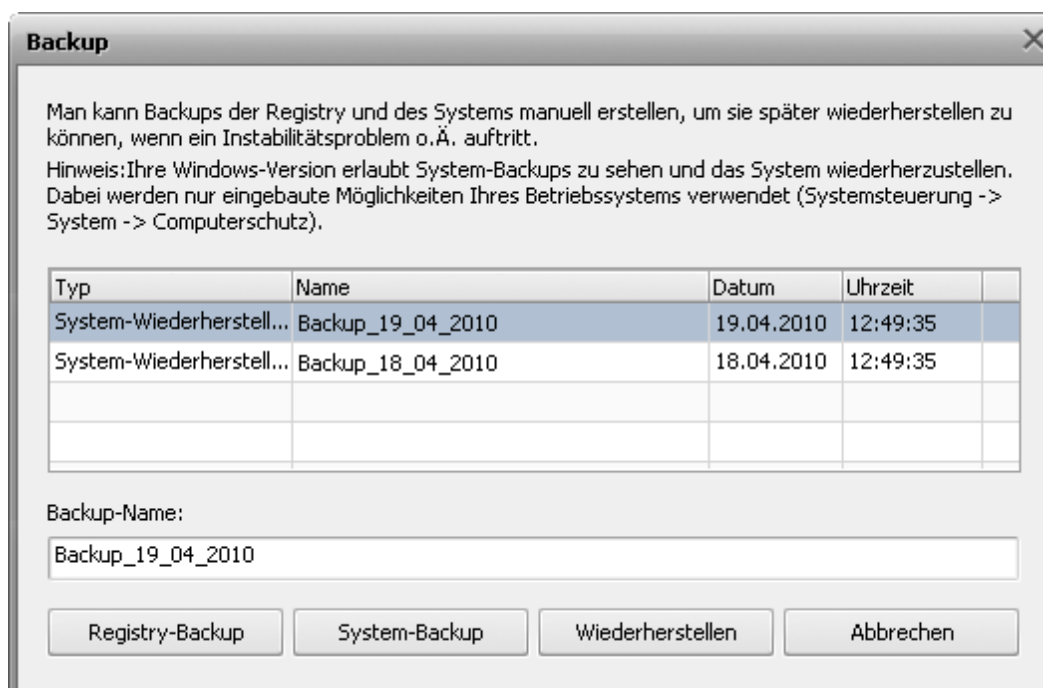 Backup
Man kann Backups der Registry und des Systems manuell erstellen, um sie später wiederherstellen zu
können, wenn ein Instabilitätsproblem o.Ä. auftritt.
Hinweis:Ihre Windows-Version erlaubt System-Backups zu sehen und das System wiederherzustellen.
Dabei werden nur eingebaute Möglichkeiten Ihres Betriebssystems verwendet (Systemsteuerung ->
System -> Computerschutz).
Typ Name Datum Uhrzeit
System-Wiederherstell... Backup_19_04_2010 19.04.2010 12:49:35
System-Wiederherstell... Backup_18_04_2010 18.04.2010 12:49:35
Backup-Name:
Backup_19_04_2010
Registry-Backup System-Backup Wiederherstellen Abbrechen